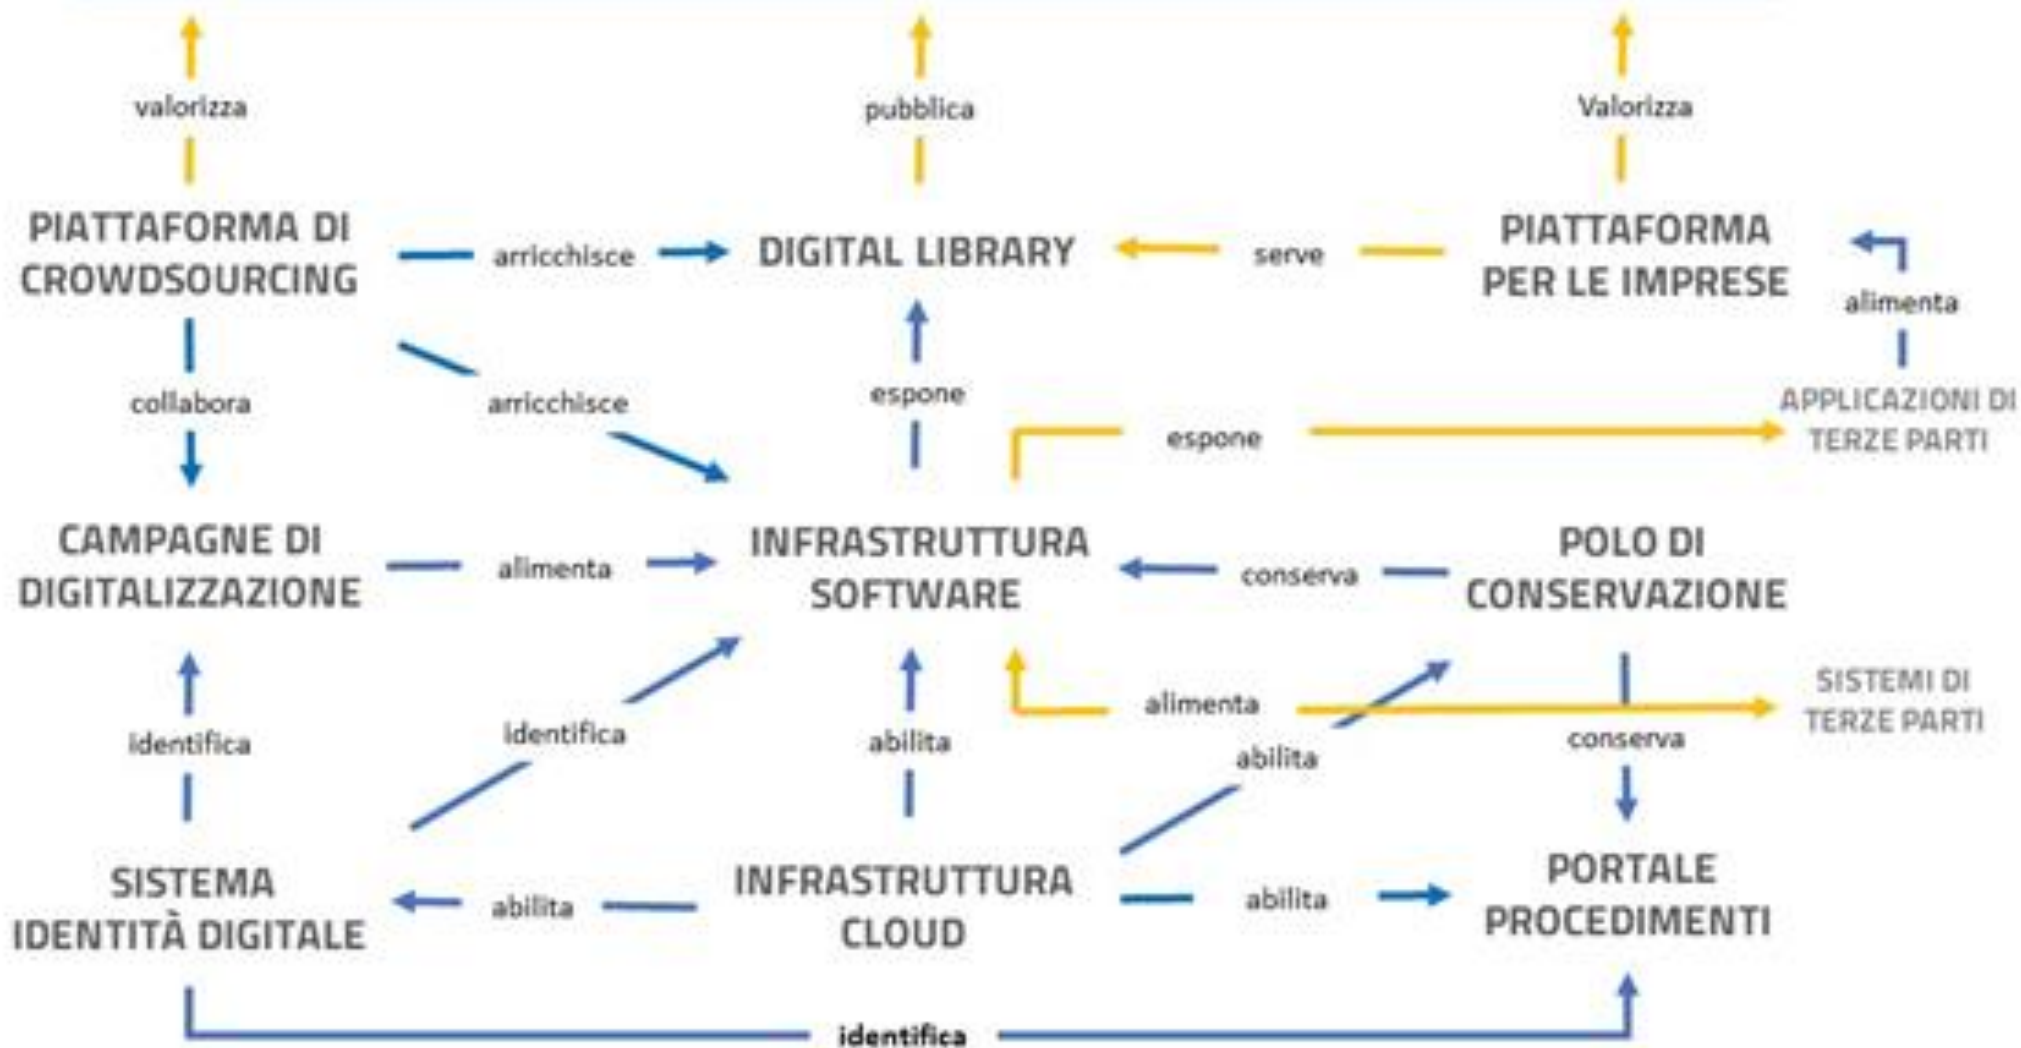 valorizza
pubblica
Valorizza
PIATTAFORMA DI
CROWDSOURCING
arricchisce
DIGITAL LIBRARY
serve
PIATTAFORMA
PER LE IMPRESE
alimenta
collabora
arricchisce
espone
espone
APPLICAZIONI DI
TERZE PARTI
CAMPAGNE DI
DIGITALIZZAZIONE
alimenta
INFRASTRUTTURA
SOFTWARE
conserva
POLO DI
CONSERVAZIONE
identifica
identifica
abilita
alimenta
abilita
conserva
SISTEMI DI
TERZE PARTI
SISTEMA
IDENTITÀ DIGITALE
abilita
INFRASTRUTTURA
CLOUD
abilita
PORTALE
PROCEDIMENTI
identifica